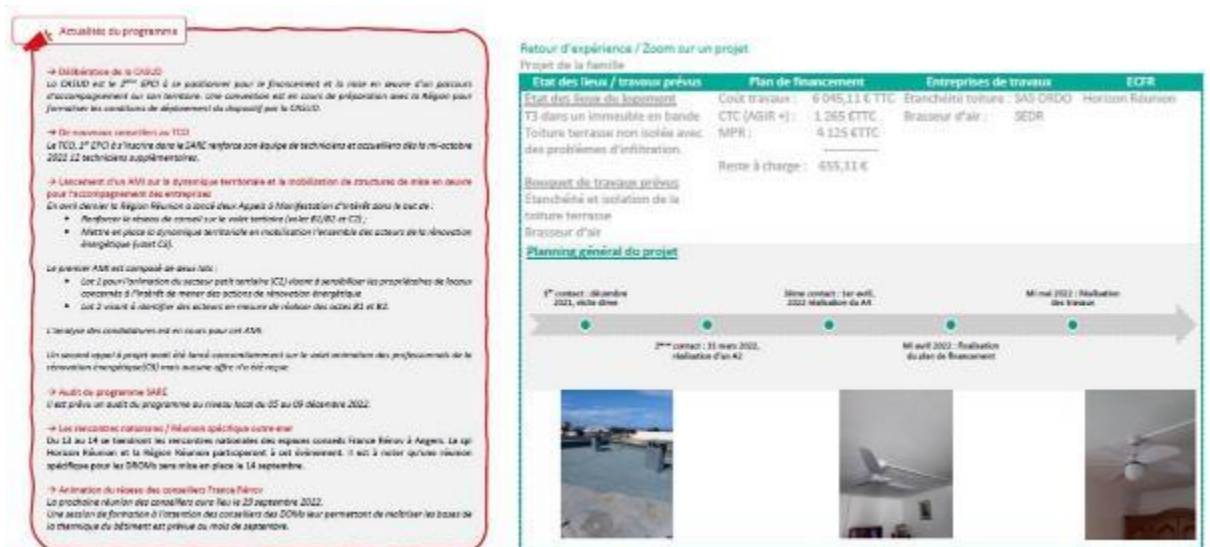 Actualités du programme
→ Délibération de la CASUD
La CASUD est le 3ème EPCI à se positionner pour le financement et la mise en œuvre d'un parcours
d'accompagnement sur son territoire. Une convention est en cours de préparation avec la Région pour
formaliser les conditions de déploiement du dispositif par la CASUD.
→ De nouveaux conseillers au TCO
Le TCO, 1er EPCI à s'inscrire dans le SARE renforce son équipe de techniciens et accueillera dès la mi-octobre
2022 12 techniciens supplémentaires.
→ Lancement d'un AMI sur la dynamique territoriale et la mobilisation de structures de mise en œuvre
pour l'accompagnement des entreprises
En avril dernier la Région Réunion a lancé deux Appels à Manifestation d'Intérêt dans le but de :
• Renforcer le réseau de conseil sur le volet tertiaire (volet B1/B2 et C2) ;
• Mettre en place la dynamique territoriale en mobilisation l'ensemble des acteurs de la rénovation
énergétique (volet C3).
Le premier AMI est composé de deux lots :
• Lot 1 pour l'animation du secteur petit tertiaire (C2) visant à sensibiliser les propriétaires de locaux
concernés à l'intérêt de mener des actions de rénovation énergétique
• Lot 2 visant à identifier des acteurs en mesure de réaliser des actes B1 et B2.
L'analyse des candidatures est en cours pour cet AMI.
Un second appel à projet avait été lancé concomitamment sur le volet animation des professionnels de la
rénovation énergétique(C3) mais aucune offre n'a été reçue.
→ Audit du programme SARE
Il est prévu un audit du programme au niveau local du 05 au 09 décembre 2022.
→ Les rencontres nationales / Réunion spécifique outre-mer
Du 13 au 14 se tiendront les rencontres nationales des espaces conseils France Rénov à Angers. La spl
Horizon Réunion et la Région Réunion participeront à cet événement. Il est à noter qu'une réunion
spécifique pour les DROMs sera mise en place le 14 septembre.
→ Animation du réseau des conseillers France Rénov
La prochaine réunion des conseillers aura lieu le 29 septembre 2022.
Une session de formation à l'attention des conseillers des DOMs leur permettant de maîtriser les bases de
la thermique du bâtiment est prévue au mois de septembre.
Retour d'expérience / Zoom sur un projet
Projet de la famille
Etat des lieux / travaux prévus Plan de financement Entreprises de travaux ECFR
Etat des lieux du logement Coût travaux : 6 045,11 € TTC Etanchéité toiture : SAS ORDO Horizon Réunion
T3 dans un immeuble en bande CTC (AGIR +) : 1 265 €TTC Brasseur d'air : SEDR
Toiture terrasse non isolée avec MPR : 4 125 €TTC
des problèmes d'infiltration.
Reste à charge : 655,11 €
Bouquet de travaux prévus
Etanchéité et isolation de la
toiture terrasse
Brasseur d'air
Planning général du projet
1er contact : décembre
2021, visite-dîner
3ème contact : 1er avril,
2022 réalisation du A4
Mi mai 2022 : Réalisation
des travaux
2ème contact : 31 mars 2022,
réalisation d'un A2
Mi avril 2022 : Finalisation
du plan de financement